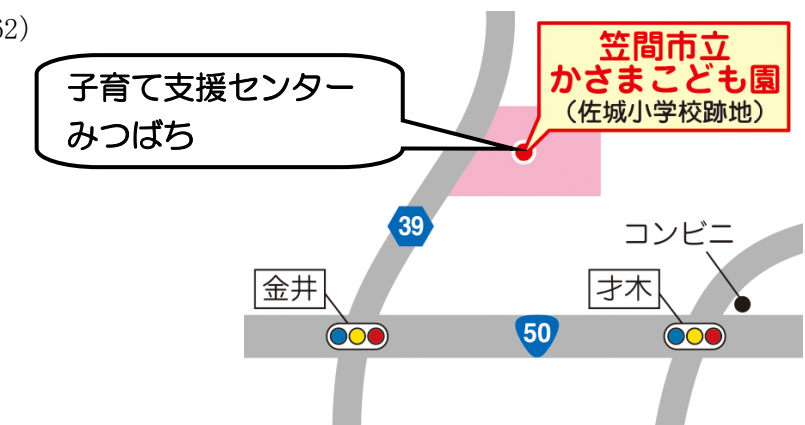 62)
笠間市立
かさまこども園
(佐城小学校跡地)
子育て支援センター
みつばち
39
コンビニ
金井
才木
50